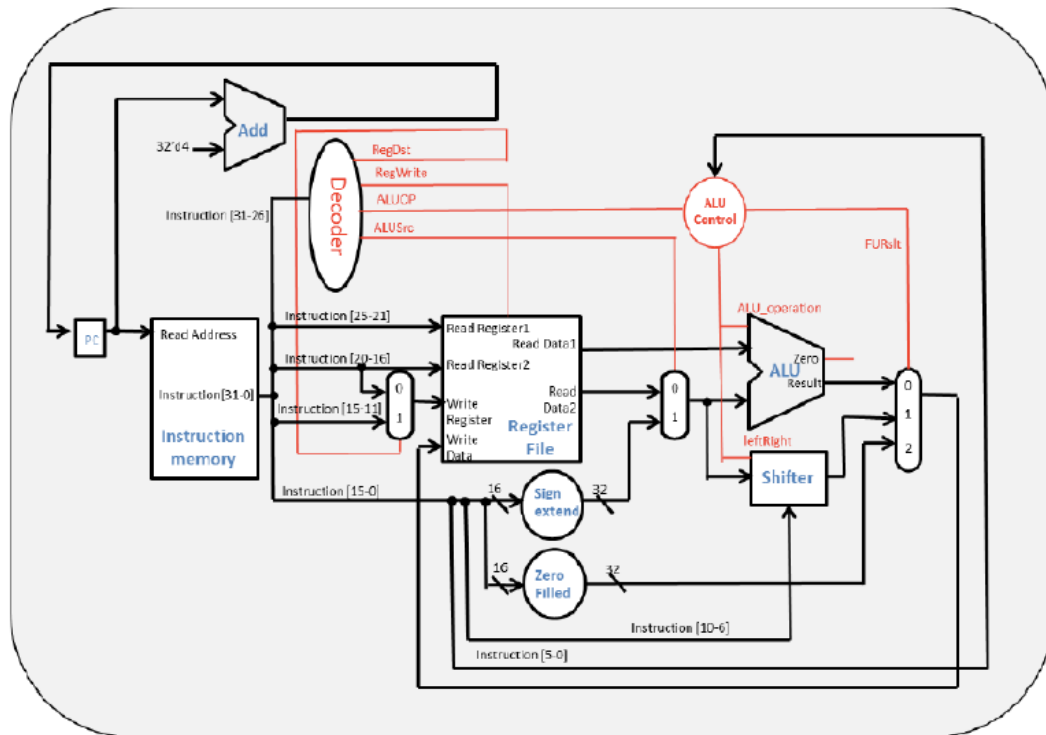 Add
32'd4
RegDst
RegWrite
ALUOP
ALUSrc
Decoder
ALU
Control
FURslt
Instruction [31-26]
Instruction [25-21]
Instruction [20-16]
Instruction [15-11]
Instruction [15-0]
PC
Read Address
Instruction[31-0]
Instruction
memory
0
1
Read Register1
Read Data1
Read Register2
Read
Data2
Write
Register
Write
Data
Register
File
0
1
ALU_operation
Zero
ALU
Result
leftRight
Shifter
0
1
2
16
Sign
extend
32
16
Zero
Filled
32
Instruction [10-6]
Instruction [5-0]